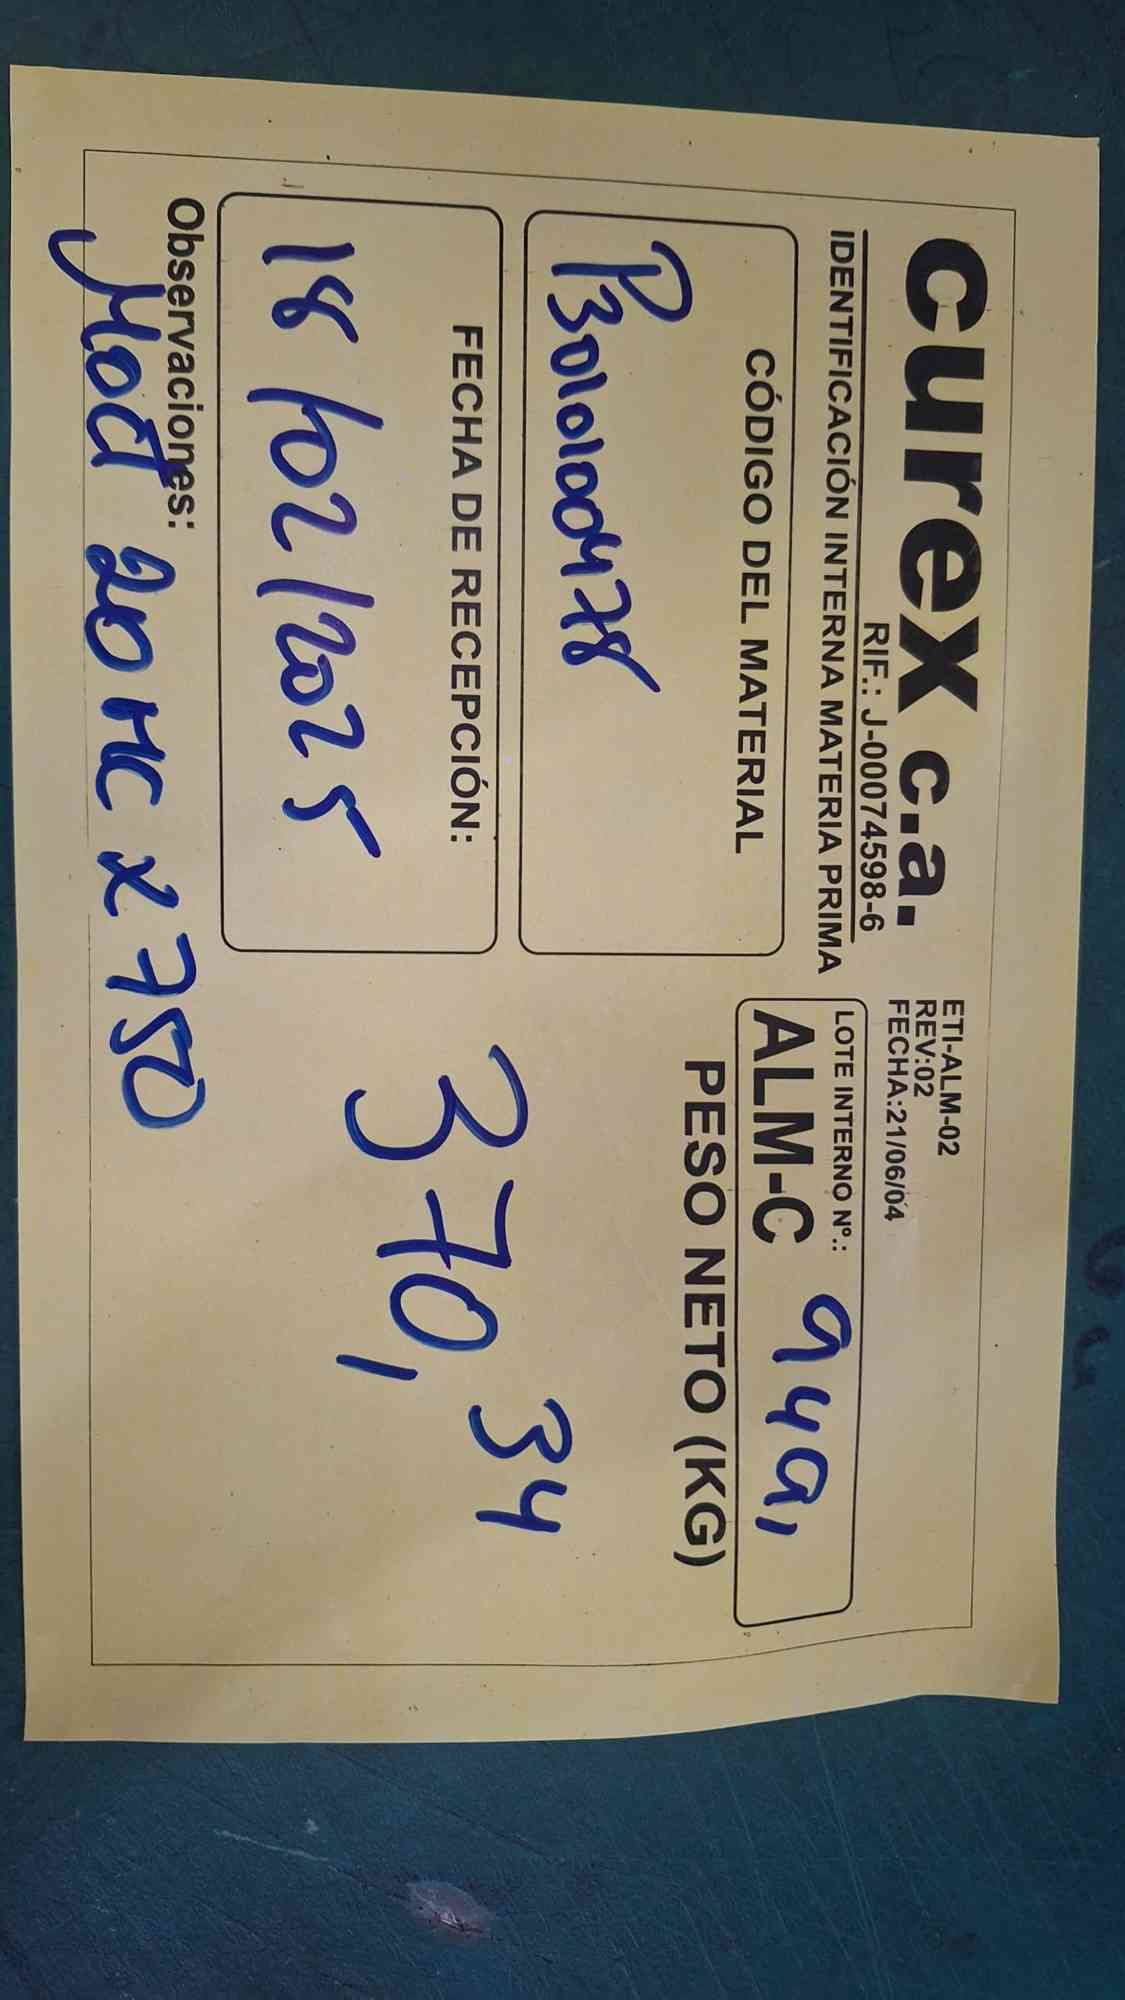 curex c.a.
RIF.: J-00074598-6
IDENTIFICACIÓN INTERNA MATERIA PRIMA
ETI-ALM-02
REV:02
FECHA:21/06/04
LOTE INTERNO Nº.:
ALM-C 949,
CÓDIGO DEL MATERIAL
P3010100478
PESO NETO (KG)
370,34
FECHA DE RECEPCIÓN:
18/02/2025
Observaciones:
Mod 20 MC x 750